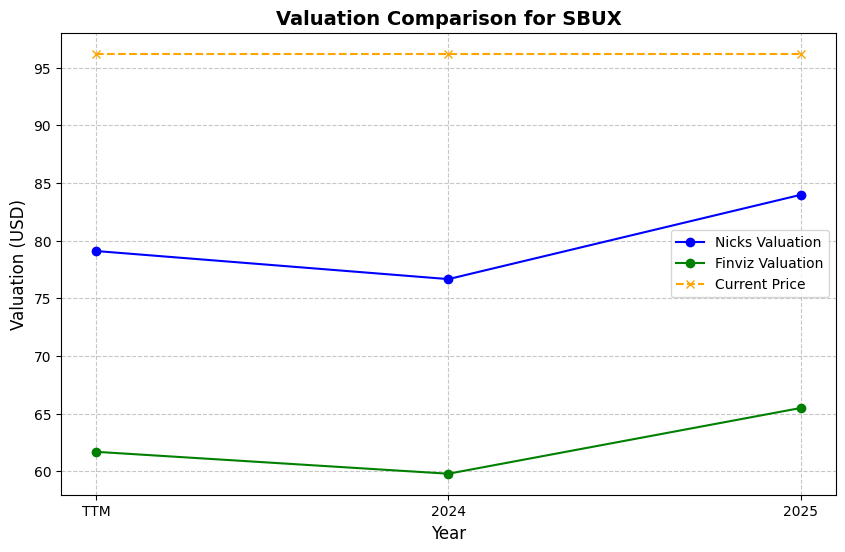 Valuation Comparison for SBUX
Valuation (USD)
95
90
85
80
75
70
65
60
Nicks Valuation
Finviz Valuation
Current Price
TTM
2024
2025
Year